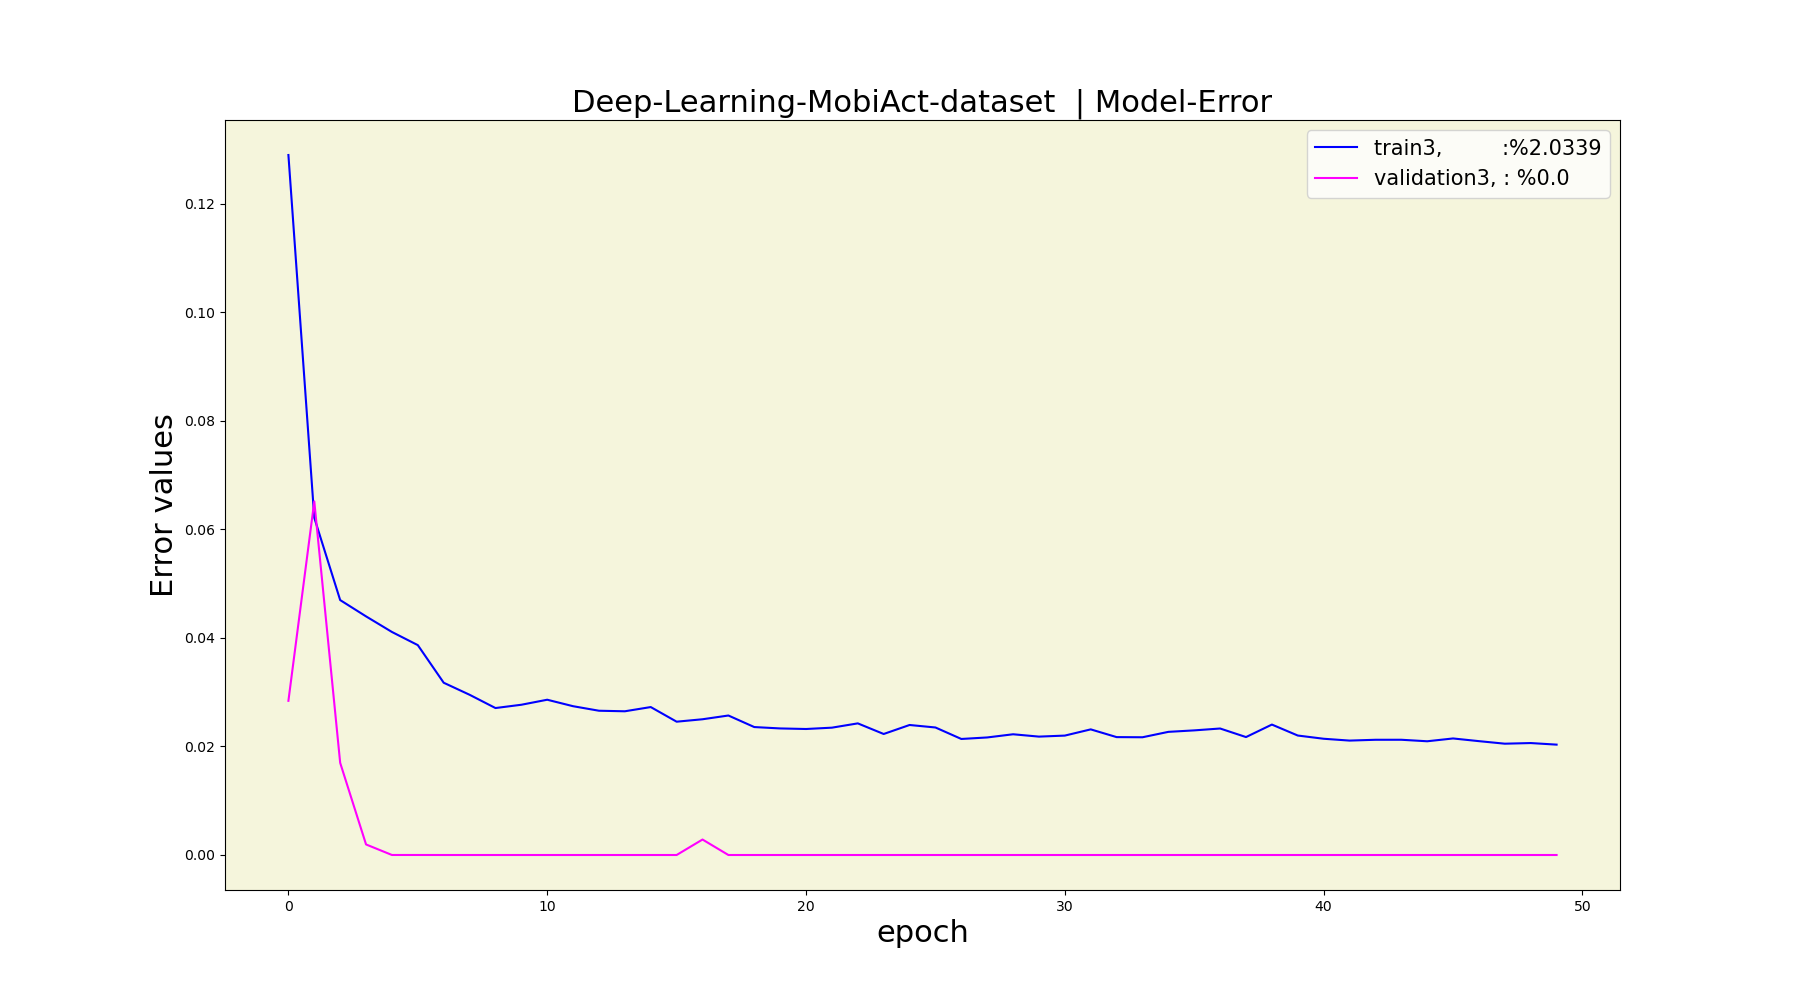 Deep-Learning-MobiAct-dataset  | Model-Error
train3,          :%2.0339
validation3, : %0.0
Error values
0.12
0.10
0.08
0.06
0.04
0.02
0.00
0 10 20 30 40 50
epoch